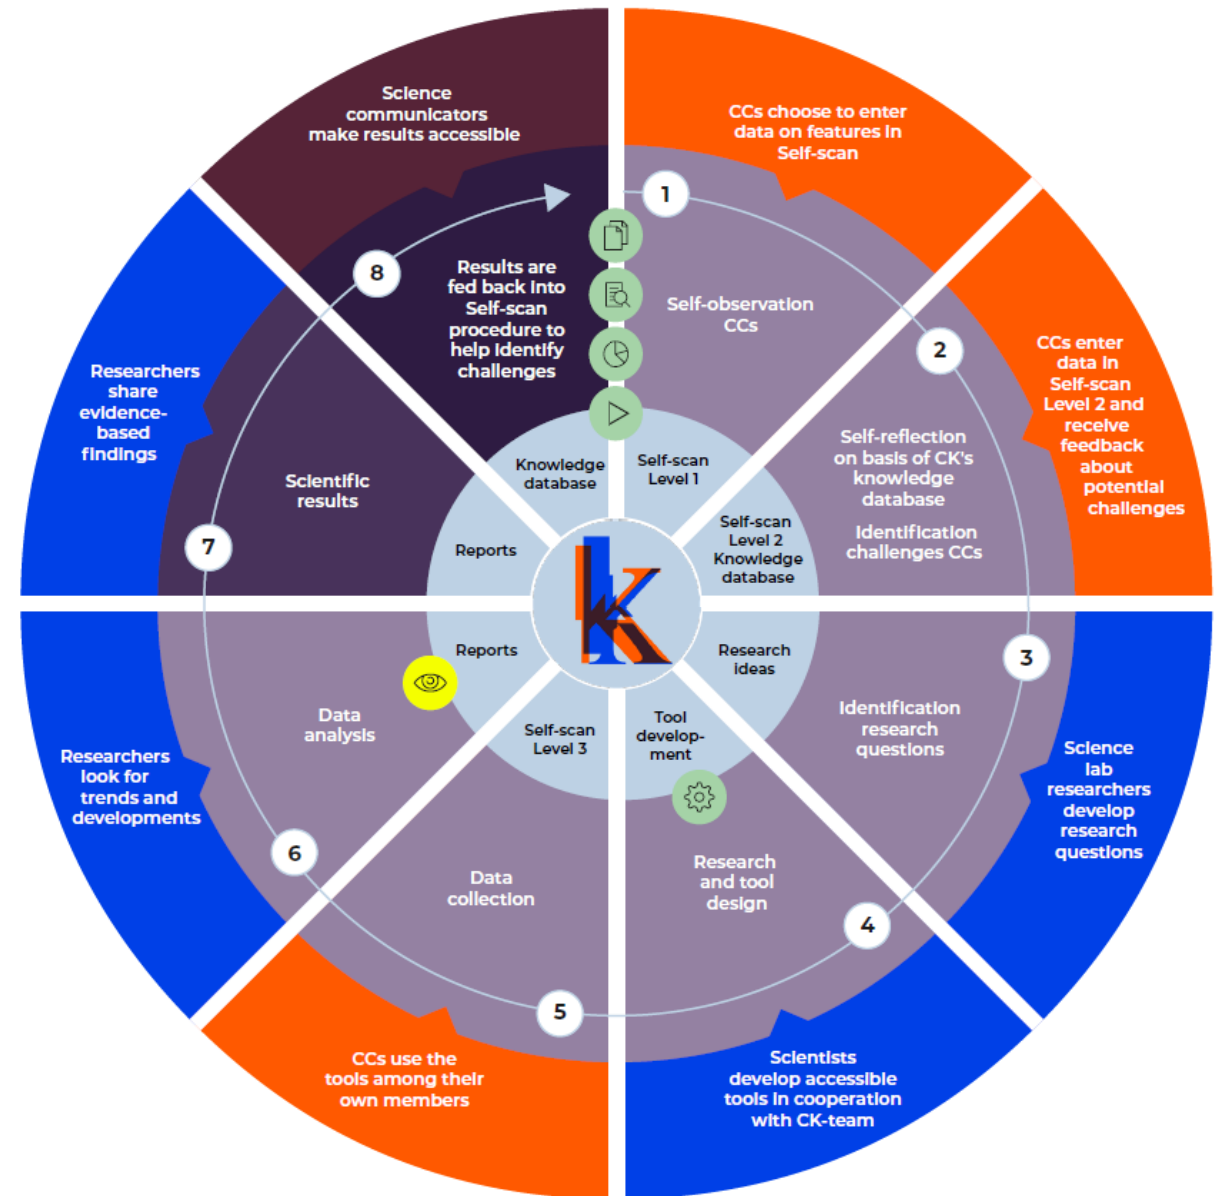 Science
communicators
make results accessible
CCs choose to enter
data on features in
Self-scan
1
8
Results are
fed back into
Self-scan
procedure to
help identify
challenges
Self-observation
CCs
2
CCs enter
data in
Self-scan
Level 2 and
receive
feedback
about
potential
challenges
Researchers
share
evidence-
based
findings
Self-reflection
on basis of CK's
knowledge
database
Identification
challenges CCs
Scientific
results
7
Knowledge
database
Self-scan
Level 1
Self-scan
Level 2
Knowledge
database
Reports
Reports
Research
ideas
3
Self-scan
Level 3
Tool
develop-
ment
Data
analysis
Identification
research
questions
Researchers
look for
trends and
developments
Science
lab
researchers
develop
research
questions
6
Data
collection
Research
and tool
design
4
5
CCs use the
tools among their
own members
Scientists
develop accessible
tools in cooperation
with CK-team